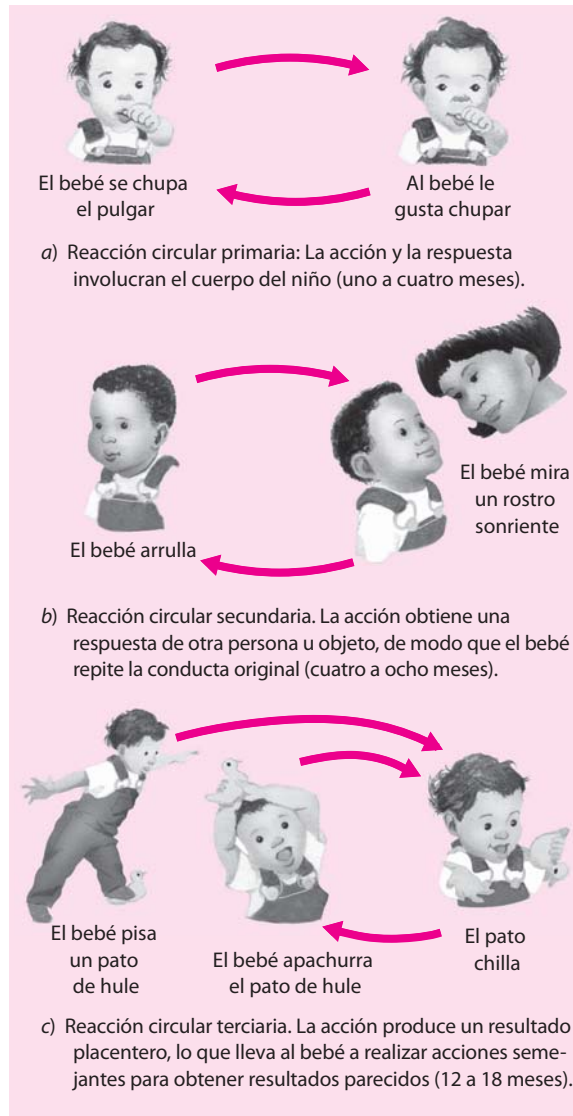 El bebé se chupa
el pulgar
Al bebé le
gusta chupar
a) Reacción circular primaria: La acción y la respuesta
involucran el cuerpo del niño (uno a cuatro meses).
El bebé arrulla
El bebé mira
un rostro
sonriente
b) Reacción circular secundaria. La acción obtiene una
respuesta de otra persona u objeto, de modo que el bebé
repite la conducta original (cuatro a ocho meses).
El bebé pisa
un pato
de hule
El bebé apachurra
el pato de hule
El pato
chilla
c) Reacción circular terciaria. La acción produce un resultado
placentero, lo que lleva al bebé a realizar acciones seme-
jantes para obtener resultados parecidos (12 a 18 meses).